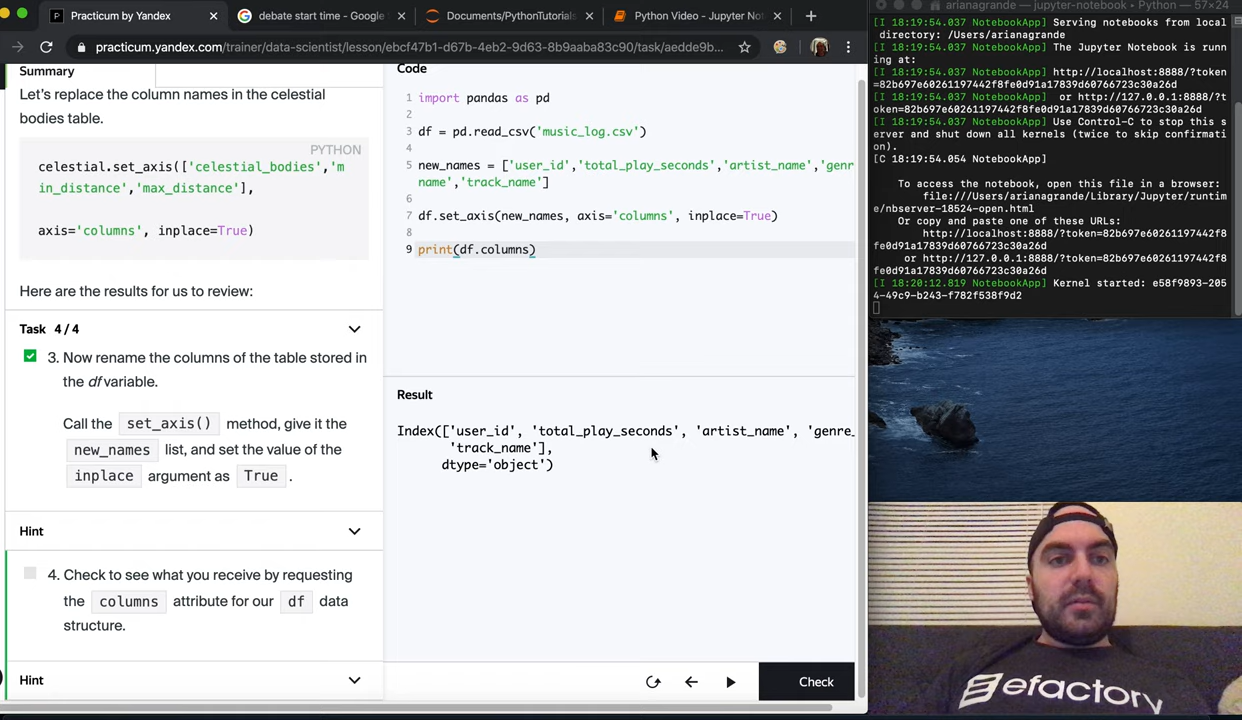 Practicum by Yandex
debate start time - Google
Documents/PythonTutorials
Python Video - Jupyter No
practicum.yandex.com/trainer/data-scientist/lesson/ebcf47b1-d67b-4eb2-9d63-8b9aaba83c90/task/aedde9b...
Summary
Let's replace the column names in the celestial
bodies table.
PYTHON
celestial.set_axis(['celestial_bodies','m
in_distance','max_distance'],
axis='columns', inplace=True)
Here are the results for us to review:
Task 4 / 4
3. Now rename the columns of the table stored in
the df variable.
Call the set_axis() method, give it the
new_names list, and set the value of the
inplace argument as True .
Hint
4. Check to see what you receive by requesting
the columns attribute for our df data
structure.
Hint
Code
1 import pandas as pd
2
3 df = pd.read_csv('music_log.csv')
4
5 new_names = ['user_id','total_play_seconds','artist_name','genr
name','track_name']
6
7 df.set_axis(new_names, axis='columns', inplace=True)
8
9 print(df.columns)
Result
Index(['user_id', 'total_play_seconds', 'artist_name', 'genre_
'track_name'],
dtype='object')
Check
arianagrande — jupyter-notebook ◂ Python — 57×24
[I 18:19:54.037 NotebookApp] Serving notebooks from local
directory: /Users/arianagrande
[I 18:19:54.037 NotebookApp] The Jupyter Notebook is runn
ing at:
[I 18:19:54.037 NotebookApp] http://localhost:8888/?token
=82b697e60261197442f8fe0d91a17839d60766723c30a26d
[I 18:19:54.037 NotebookApp]  or http://127.0.0.1:8888/?t
oken=82b697e60261197442f8fe0d91a17839d60766723c30a26d
[I 18:19:54.037 NotebookApp] Use Control-C to stop this s
erver and shut down all kernels (twice to skip confirmati
on).
[C 18:19:54.054 NotebookApp]
To access the notebook, open this file in a browser:
file:///Users/arianagrande/Library/Jupyter/runtim
e/nbserver-18524-open.html
Or copy and paste one of these URLs:
http://localhost:8888/?token=82b697e60261197442f8
fe0d91a17839d60766723c30a26d
or http://127.0.0.1:8888/?token=82b697e60261197442f8
fe0d91a17839d60766723c30a26d
[I 18:20:12.819 NotebookApp] Kernel started: e58f9893-205
4-49c9-b243-f782f538f9d2
efactory